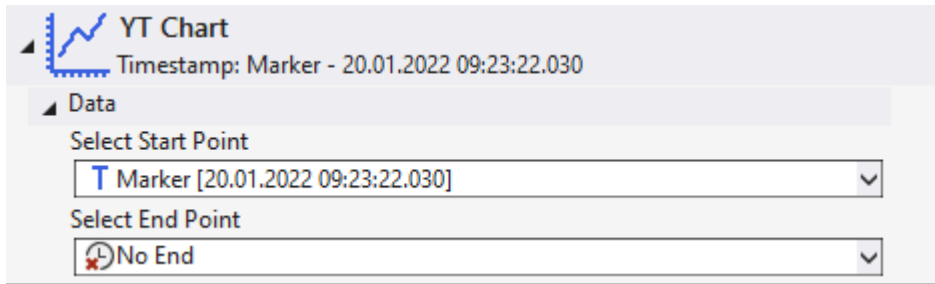 YT Chart
Timestamp: Marker - 20.01.2022 09:23:22.030
Data
Select Start Point
T Marker [20.01.2022 09:23:22.030]
Select End Point
No End